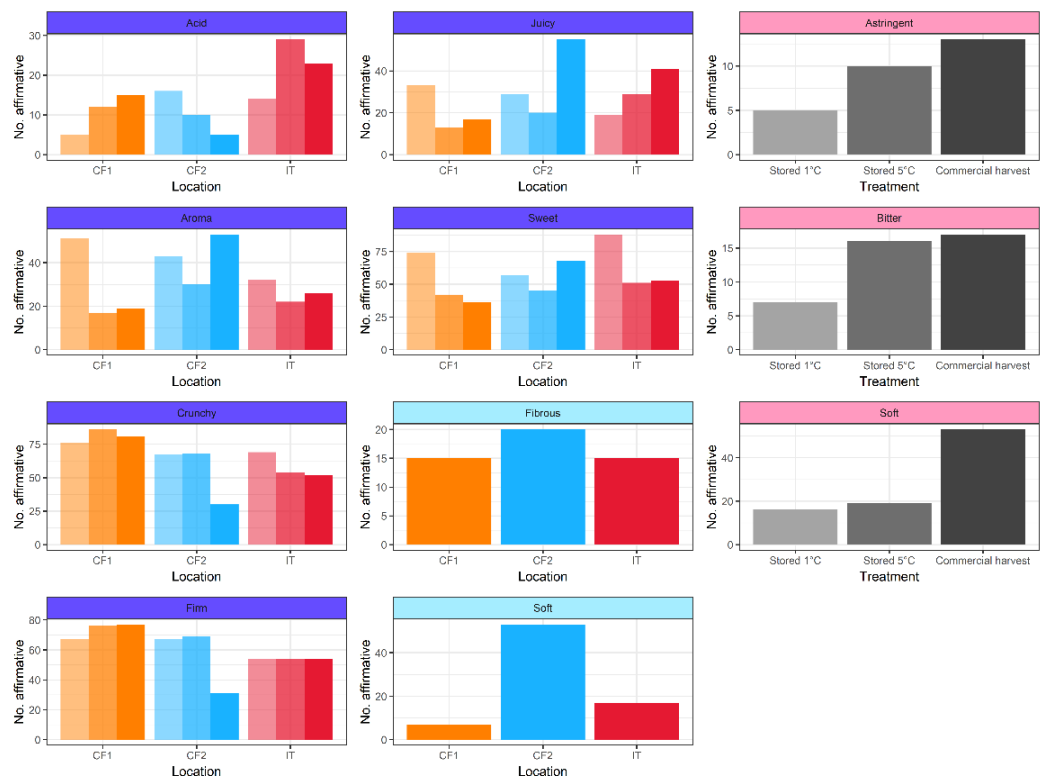 Acid
No. affirmative
30
20
10
0
CF1 CF2 IT
Location
Juicy
No. affirmative
40
20
0
CF1 CF2 IT
Location
Astringent
No. affirmative
10
5
0
Stored 1°C Stored 5°C Commercial harvest
Treatment
Aroma
No. affirmative
40
20
0
CF1 CF2 IT
Location
Sweet
No. affirmative
75
50
25
0
CF1 CF2 IT
Location
Bitter
No. affirmative
15
10
5
0
Stored 1°C Stored 5°C Commercial harvest
Treatment
Crunchy
No. affirmative
75
50
25
0
CF1 CF2 IT
Location
Fibrous
No. affirmative
20
15
10
5
0
CF1 CF2 IT
Location
Soft
No. affirmative
40
20
0
Stored 1°C Stored 5°C Commercial harvest
Treatment
Firm
No. affirmative
80
60
40
20
0
CF1 CF2 IT
Location
Soft
No. affirmative
40
20
0
CF1 CF2 IT
Location